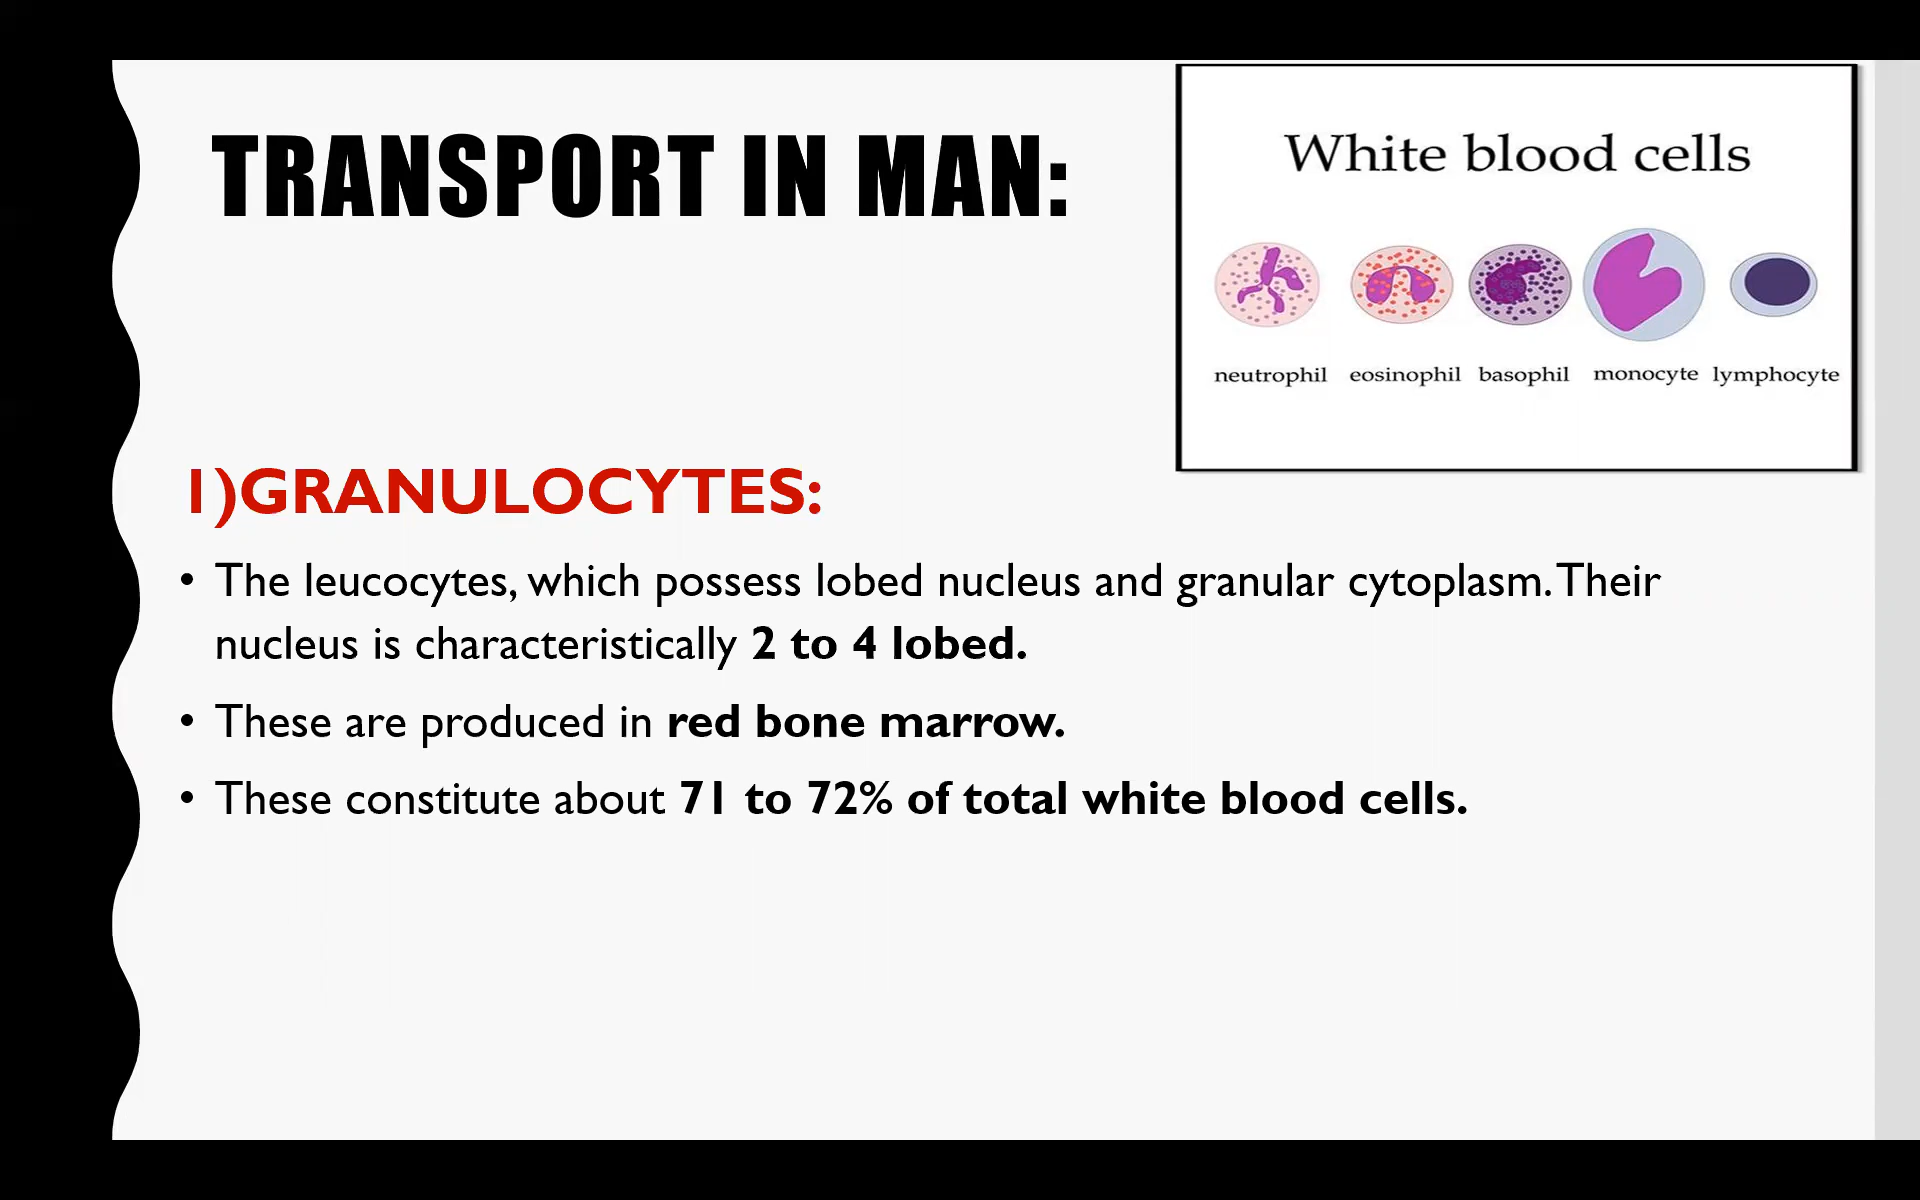 TRANSPORT IN MAN:
White blood cells
neutrophil eosinophil basophil monocyte lymphocyte
1)GRANULOCYTES:
• The leucocytes, which possess lobed nucleus and granular cytoplasm. Their
nucleus is characteristically 2 to 4 lobed.
• These are produced in red bone marrow.
• These constitute about 71 to 72% of total white blood cells.